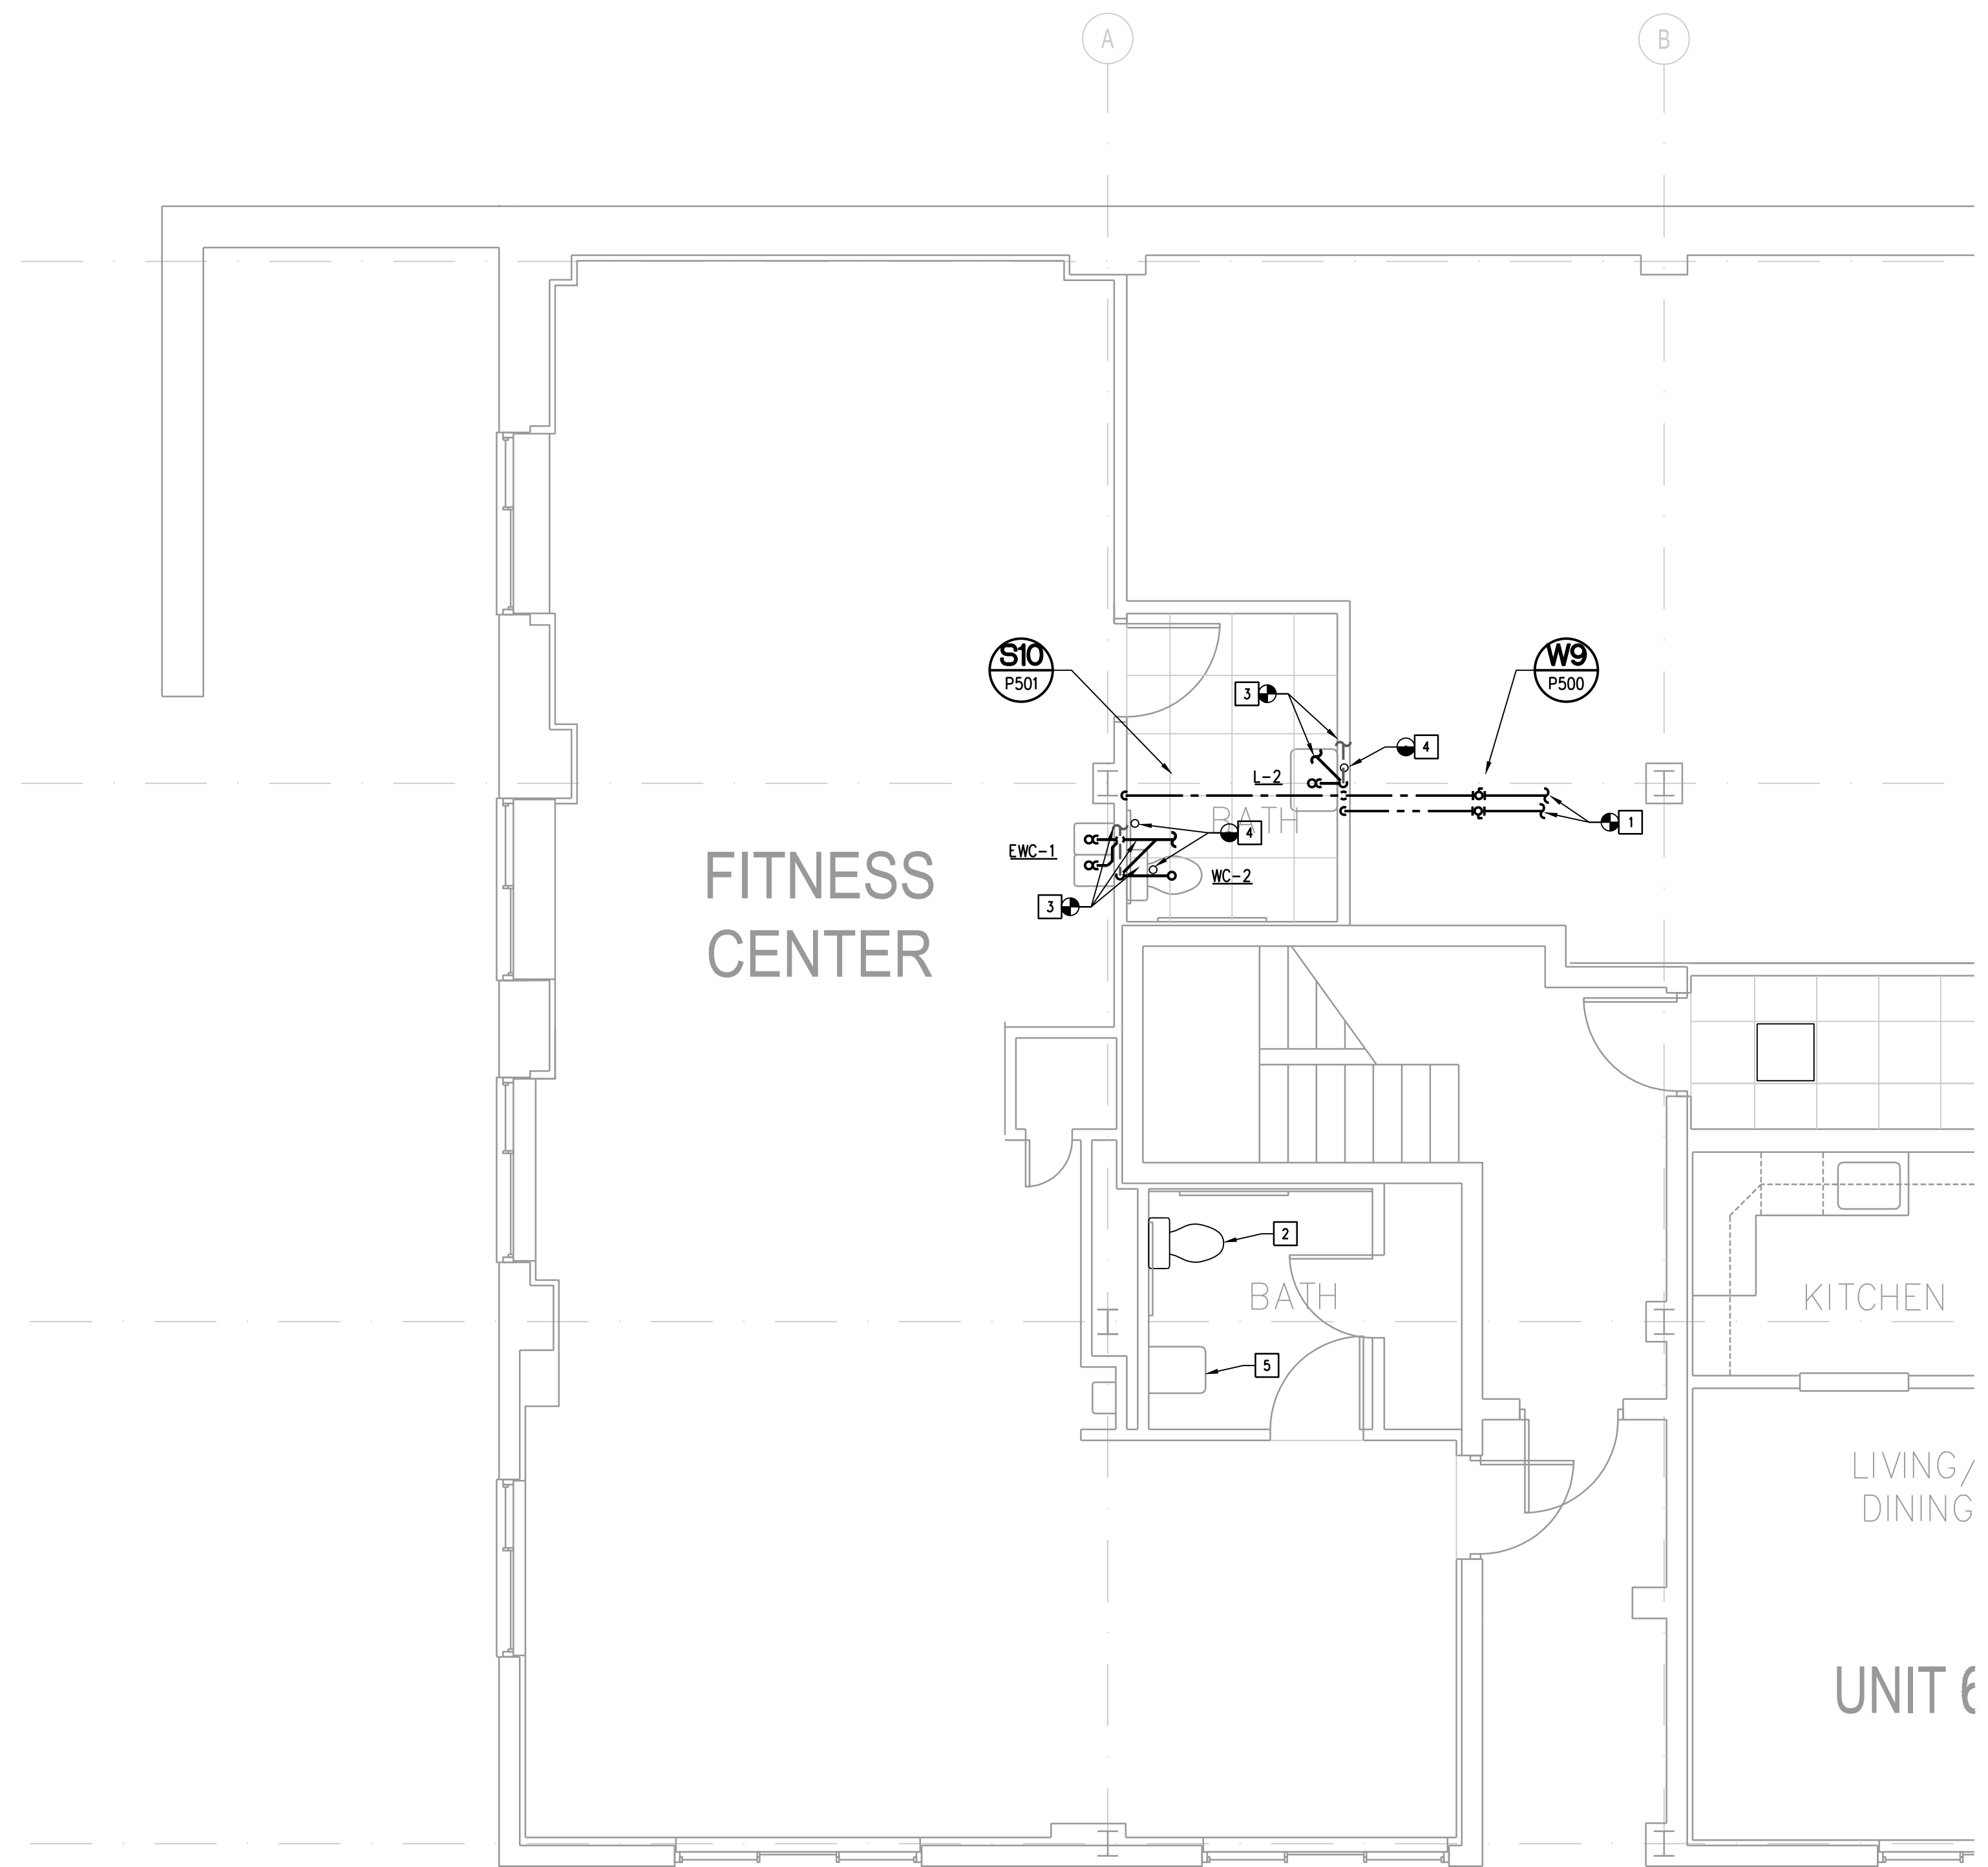 A
B
S10
P501
W9
P500
3
4
L-2
1
BATH
4
EWC-1
WC-2
3
FITNESS
CENTER
2
BATH
KITCHEN
5
LIVING/
DINING
UNIT 6